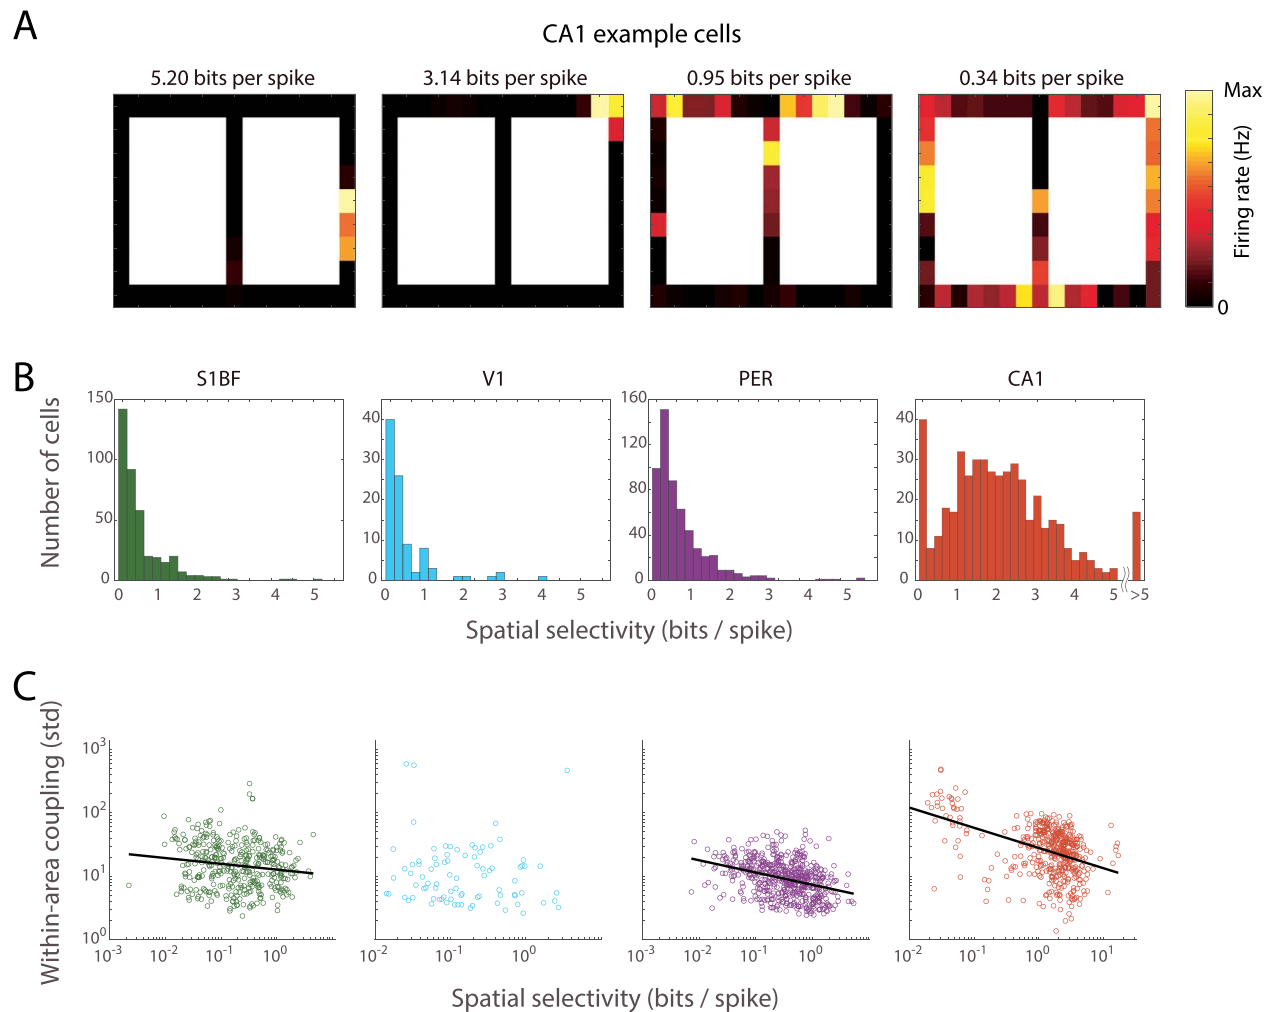 A
CA1 example cells
5.20 bits per spike 3.14 bits per spike 0.95 bits per spike 0.34 bits per spike
Max
Firing rate (Hz)
0
B
S1BF V1 PER CA1
Number of cells
150
100
50
0
0 1 2 3 4 5
40
30
20
10
0
0 1 2 3 4 5
160
120
80
40
0
0 1 2 3 4 5
40
30
20
10
0
0 1 2 3 4 5 >5
Spatial selectivity (bits / spike)
C
Within-area coupling (std)
10³
10²
10¹
10⁰
10⁻³ 10⁻² 10⁻¹ 10⁰
10⁻² 10⁻¹ 10⁰
10⁻³ 10⁻² 10⁻¹ 10⁰
10⁻² 10⁻¹ 10⁰ 10¹
Spatial selectivity (bits / spike)